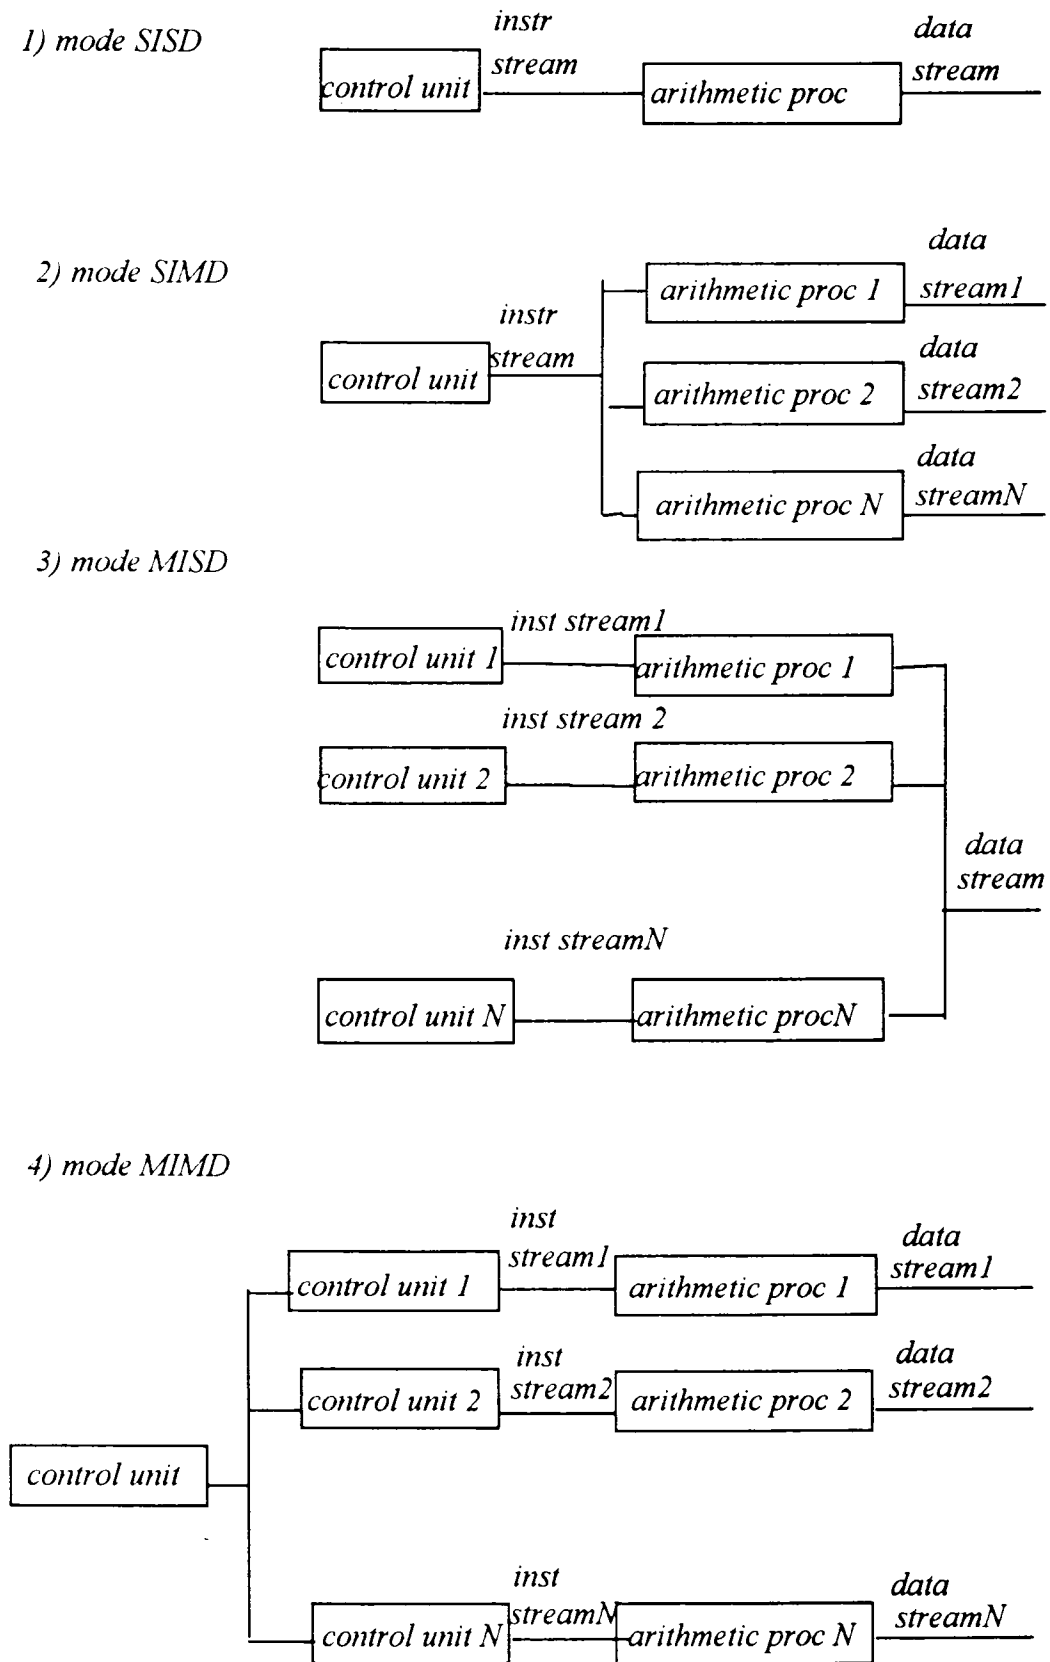 1) mode SISD
instr
stream
control unit
arithmetic proc
data
stream
2) mode SIMD
instr
stream
control unit
arithmetic proc 1
data
stream1
arithmetic proc 2
data
stream2
arithmetic proc N
data
streamN
3) mode MISD
control unit 1
inst stream1
arithmetic proc 1
control unit 2
inst stream 2
arithmetic proc 2
data
stream
control unit N
inst streamN
arithmetic procN
4) mode MIMD
control unit
control unit 1
inst
stream1
arithmetic proc 1
data
stream1
control unit 2
inst
stream2
arithmetic proc 2
data
stream2
control unit N
inst
streamN
arithmetic proc N
data
streamN